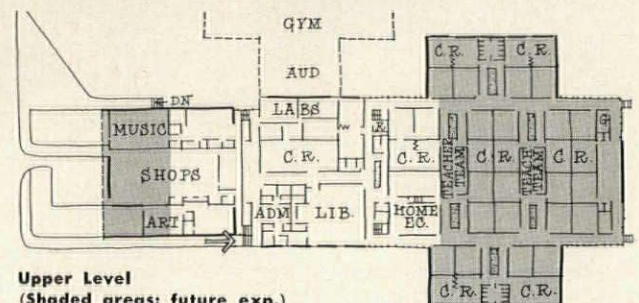 GYM
AUD
C.R. C.R.
DN
LABS
MUSIC
C.R. C.R. C.R. C.R.
SHOPS
TEACHER TEAM
TEACH TEAM
ART ADM LIB. HOME EC.
Upper Level
(Shaded areas: future exp.)
C.R. C.R.